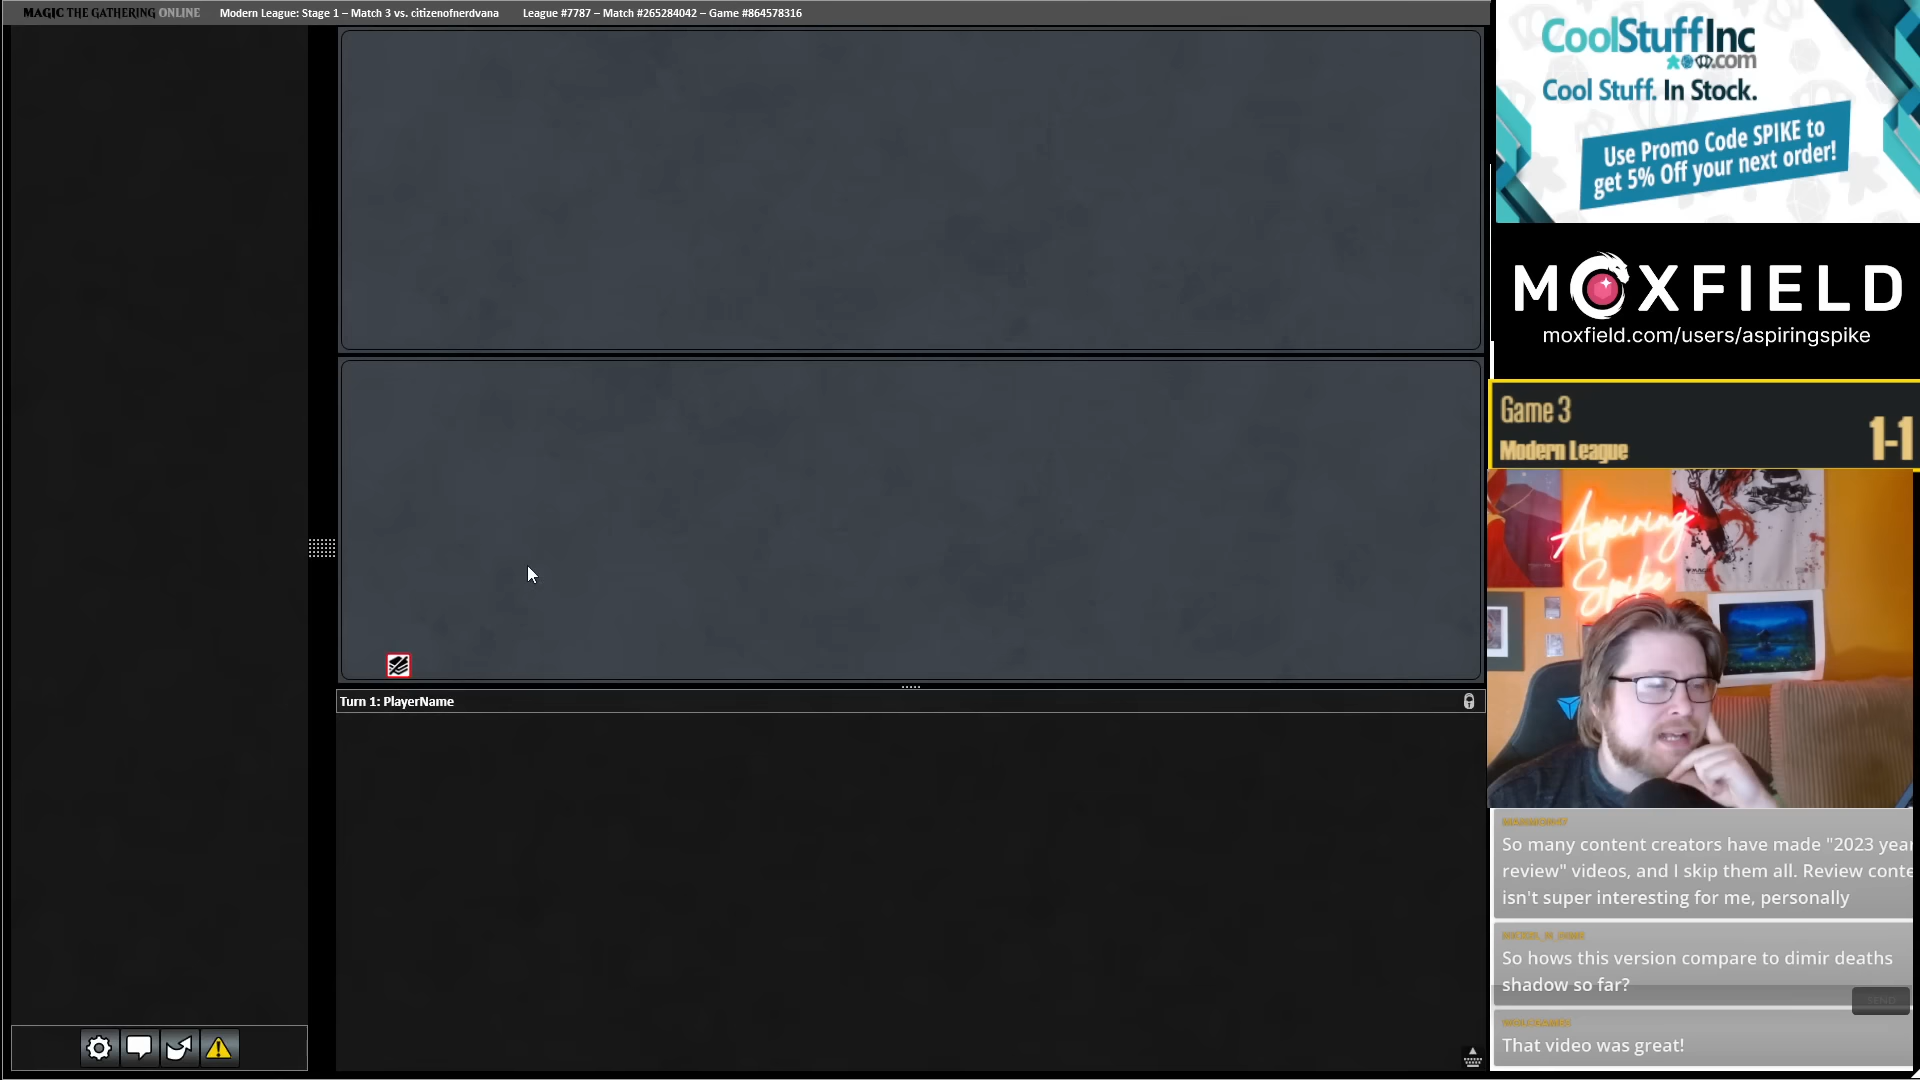 MAGIC THE GATHERING ONLINE Modern League: Stage 1 – Match 3 vs. citizenofnerdvana League #7787 – Match #265284042 – Game #864578316
CoolStuffInc
.com
Cool Stuff. In Stock.
Use Promo Code SPIKE to
get 5% Off your next order!
MOXFIELD
moxfield.com/users/aspiringspike
Game 3
Modern League
1-1
Aspiring
Spike
Turn 1: PlayerName
So many content creators have made "2023 year
review" videos, and I skip them all. Review conte
isn't super interesting for me, personally
So hows this version compare to dimir deaths
shadow so far?
SEND
That video was great!